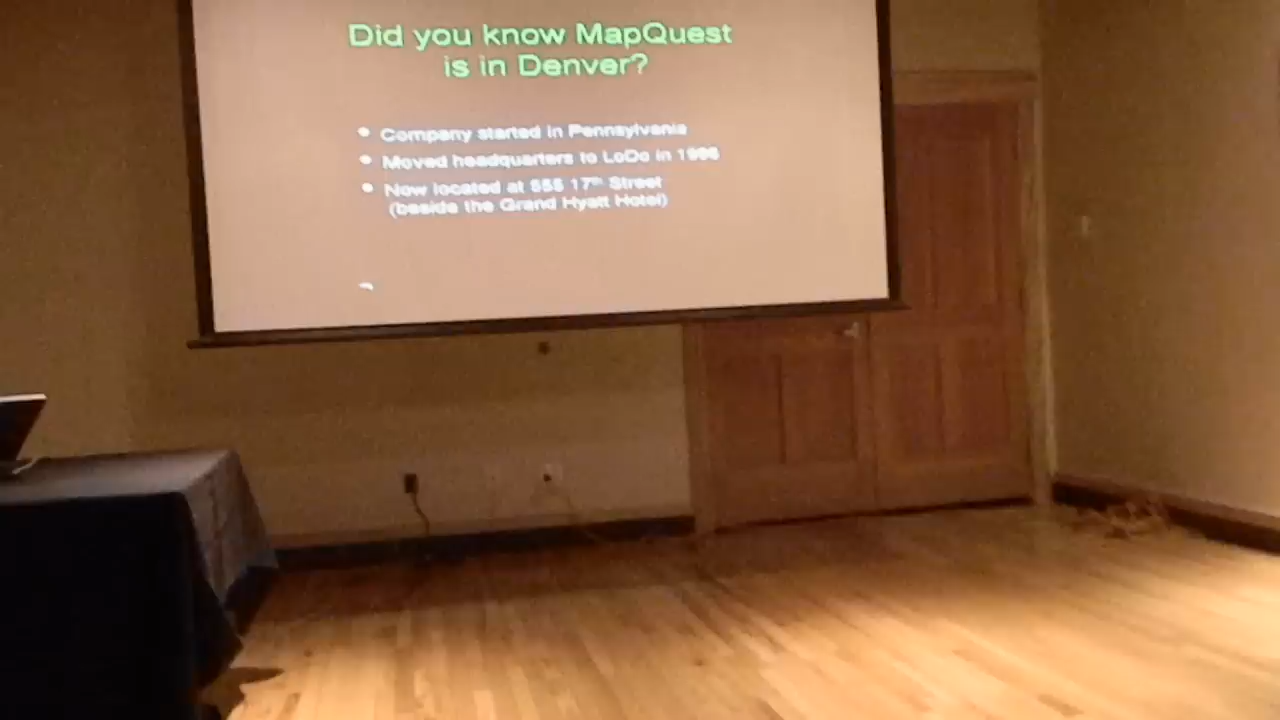 Did you know MapQuest
is in Denver?
• Company started in Pennsylvania
• Moved headquarters to LoDo in
• Now located at 555 17th Street
(beside the Grand Hyatt Hotel)